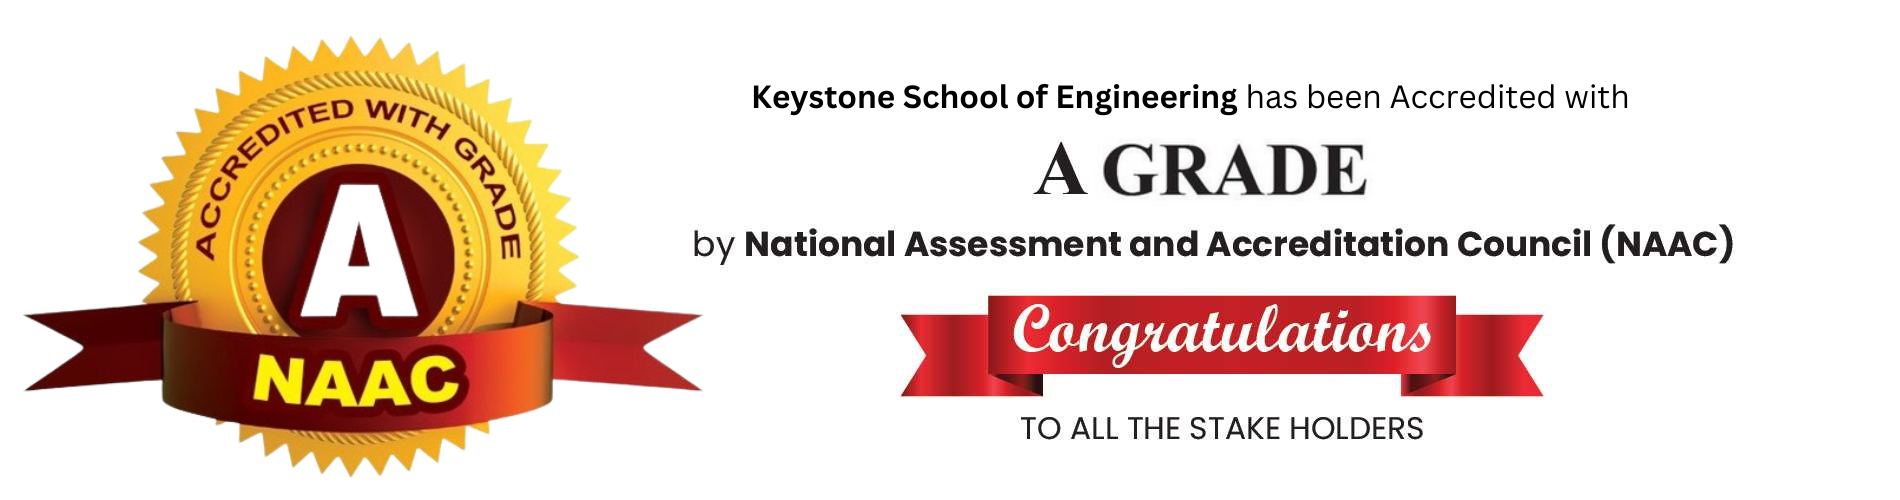 ACCREDITED WITH GRADE
A
NAAC
Keystone School of Engineering has been Accredited with
A GRADE
by National Assessment and Accreditation Council (NAAC)
Congratulations
TO ALL THE STAKE HOLDERS